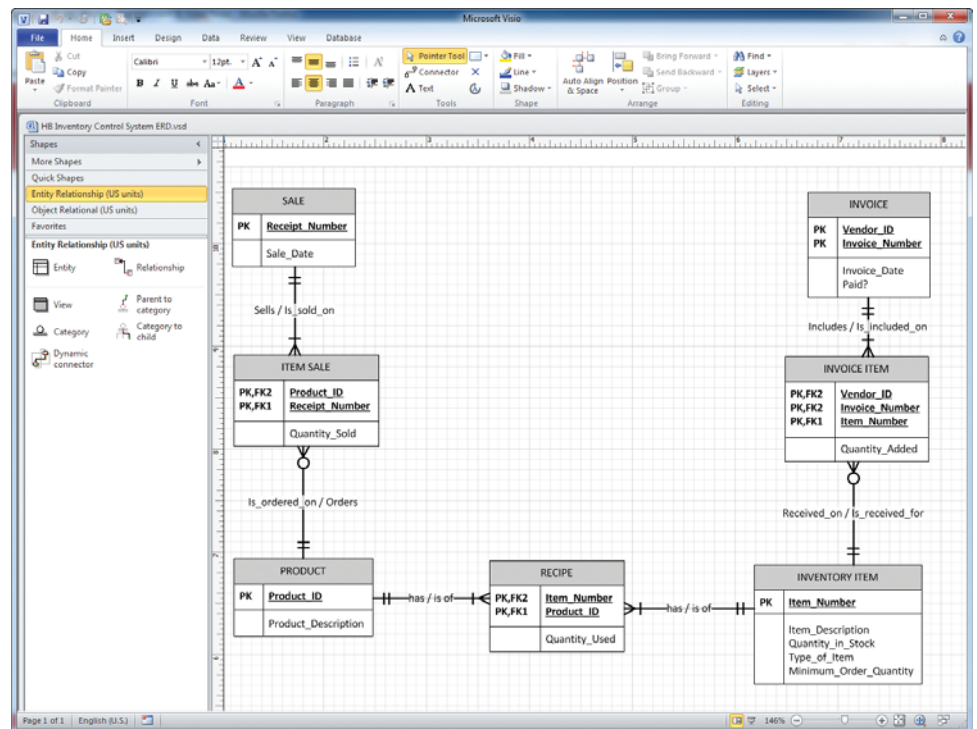 Microsoft Visio
File Home Insert Design Data Review View Database
Paste
Cut
Copy
Format Painter
Clipboard
Calibri 12pt.
B I U abc Aa A
Font
Paragraph
Pointer Tool
Connector
A Text
Tools
Fill
Line
Shadow
Shape
Auto Align
& Space
Position
Bring Forward
Send Backward
Group
Arrange
Find
Layers
Select
Editing
HB Inventory Control System ERD.vsd
Shapes
More Shapes
Quick Shapes
Entity Relationship (US units)
Object Relational (US units)
Favorites
Entity Relationship (US units)
Entity
Relationship
View
Parent to
category
Category
Category to
child
Dynamic
connector
SALE
PK Receipt_Number
Sale_Date
Sells / Is_sold_on
ITEM SALE
PK,FK2 Product_ID
PK,FK1 Receipt_Number
Quantity_Sold
Is_ordered_on / Orders
PRODUCT
PK Product_ID
Product_Description
has / is of
RECIPE
PK,FK2 Item_Number
PK,FK1 Product_ID
Quantity_Used
has / is of
INVOICE
PK Vendor_ID
PK Invoice_Number
Invoice_Date
Paid?
Includes / Is_included_on
INVOICE ITEM
PK,FK2 Vendor_ID
PK,FK2 Invoice_Number
PK,FK1 Item_Number
Quantity_Added
Received_on / Is_received_for
INVENTORY ITEM
PK Item_Number
Item_Description
Quantity_in_Stock
Type_of_Item
Minimum_Order_Quantity
Page 1 of 1 English (U.S.) 146%